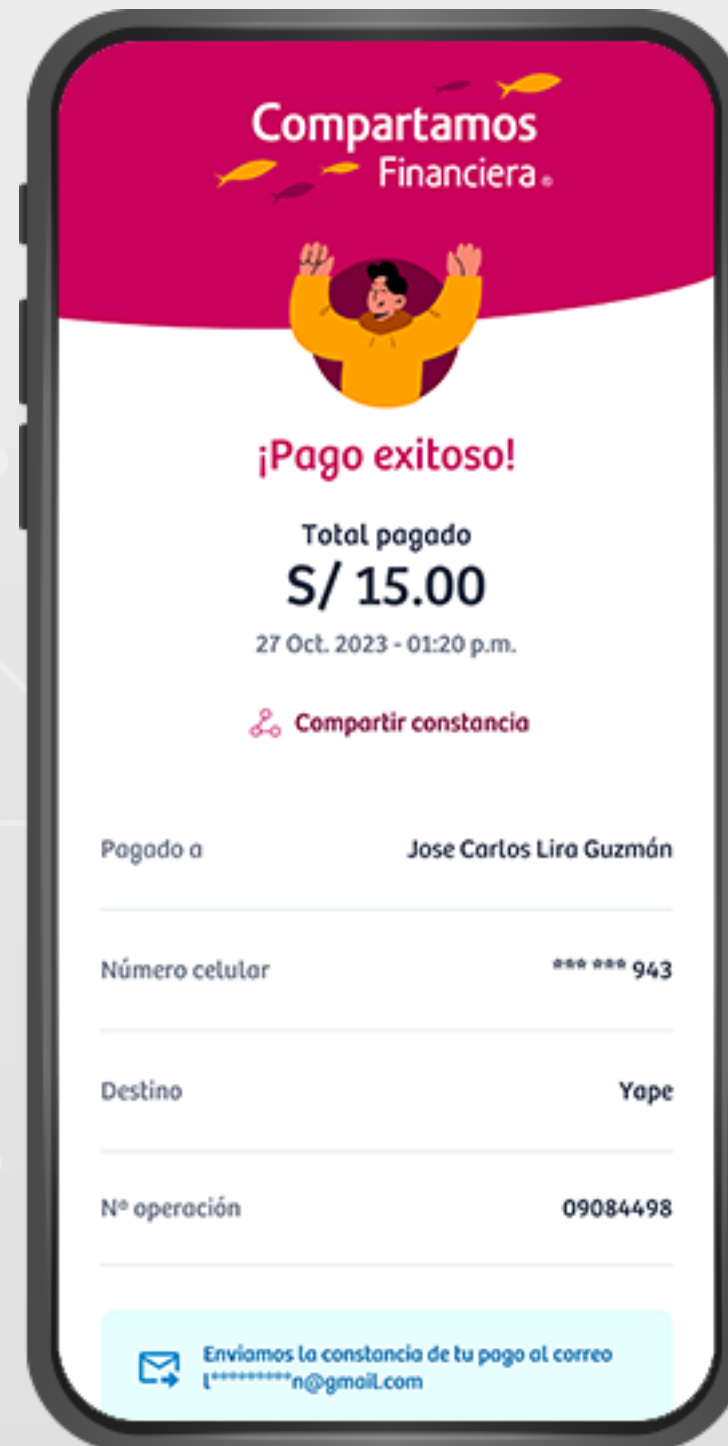 Compartamos
Financiera®
¡Pago exitoso!
Total pagado
S/ 15.00
27 Oct. 2023 - 01:20 p.m.
Compartir constancia
Pagado a Jose Carlos Lira Guzmán
Número celular *** *** 943
Destino Yape
Nº operación 09084498
Enviamos la constancia de tu pago al correo
l*********n@gmail.com